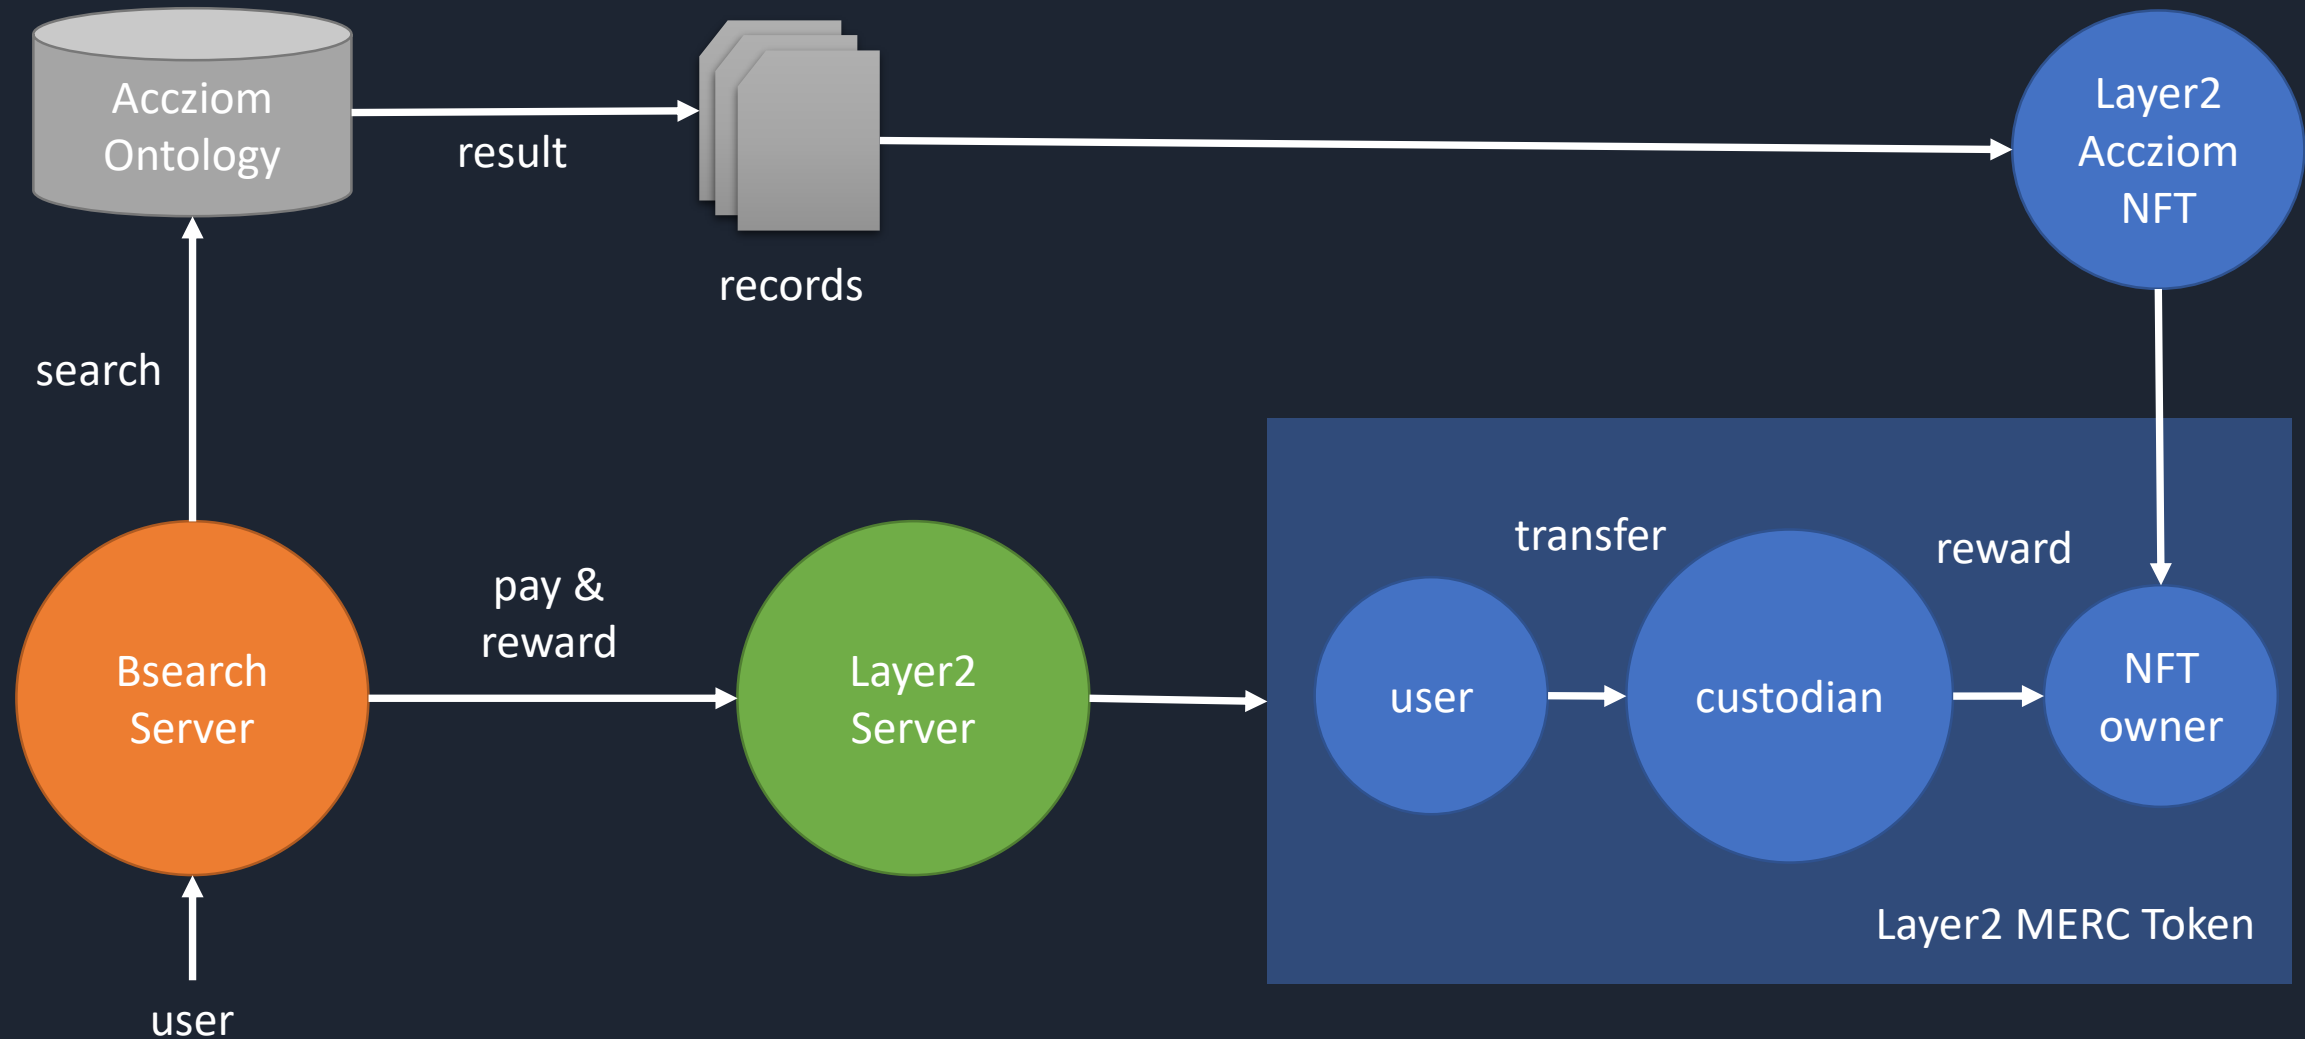 Accziom
Ontology
result
records
Layer2
Accziom
NFT
search
Bsearch
Server
pay &
reward
Layer2
Server
transfer
reward
user
custodian
NFT
owner
Layer2 MERC Token
user